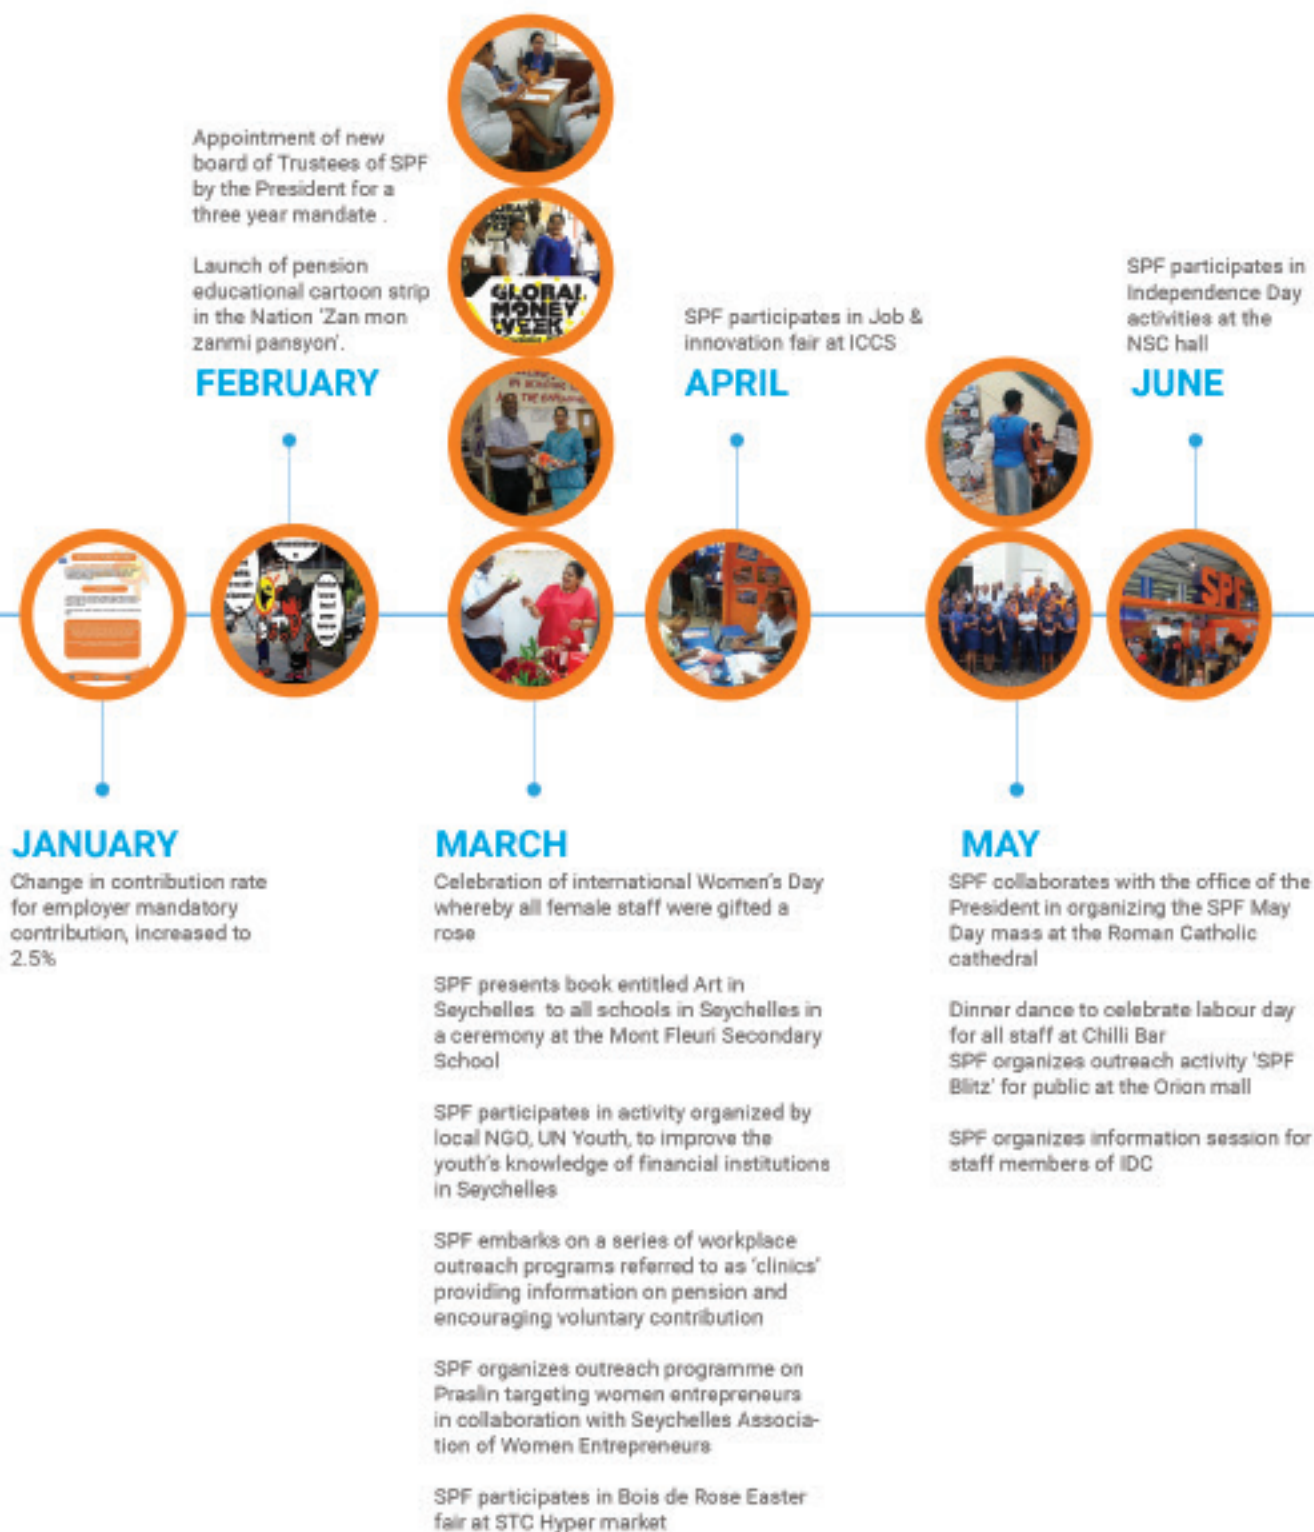 Appointment of new
board of Trustees of SPF
by the President for a
three year mandate .
Launch of pension
educational cartoon strip
in the Nation 'Zan mon
zanmi pansyon'.
FEBRUARY
GLOBAL
MONEY
WEEK
SPF participates in Job &
innovation fair at ICCS
APRIL
SPF participates in
Independence Day
activities at the
NSC hall
JUNE
SPF
JANUARY
Change in contribution rate
for employer mandatory
contribution, increased to
2.5%
MARCH
Celebration of international Women's Day
whereby all female staff were gifted a
rose
SPF presents book entitled Art in
Seychelles to all schools in Seychelles in
a ceremony at the Mont Fleuri Secondary
School
SPF participates in activity organized by
local NGO, UN Youth, to improve the
youth's knowledge of financial institutions
in Seychelles
SPF embarks on a series of workplace
outreach programs referred to as 'clinics'
providing information on pension and
encouraging voluntary contribution
SPF organizes outreach programme on
Praslin targeting women entrepreneurs
in collaboration with Seychelles Associa-
tion of Women Entrepreneurs
SPF participates in Bois de Rose Easter
fair at STC Hyper market
MAY
SPF collaborates with the office of the
President in organizing the SPF May
Day mass at the Roman Catholic
cathedral
Dinner dance to celebrate labour day
for all staff at Chilli Bar
SPF organizes outreach activity 'SPF
Blitz' for public at the Orion mall
SPF organizes information session for
staff members of IDC